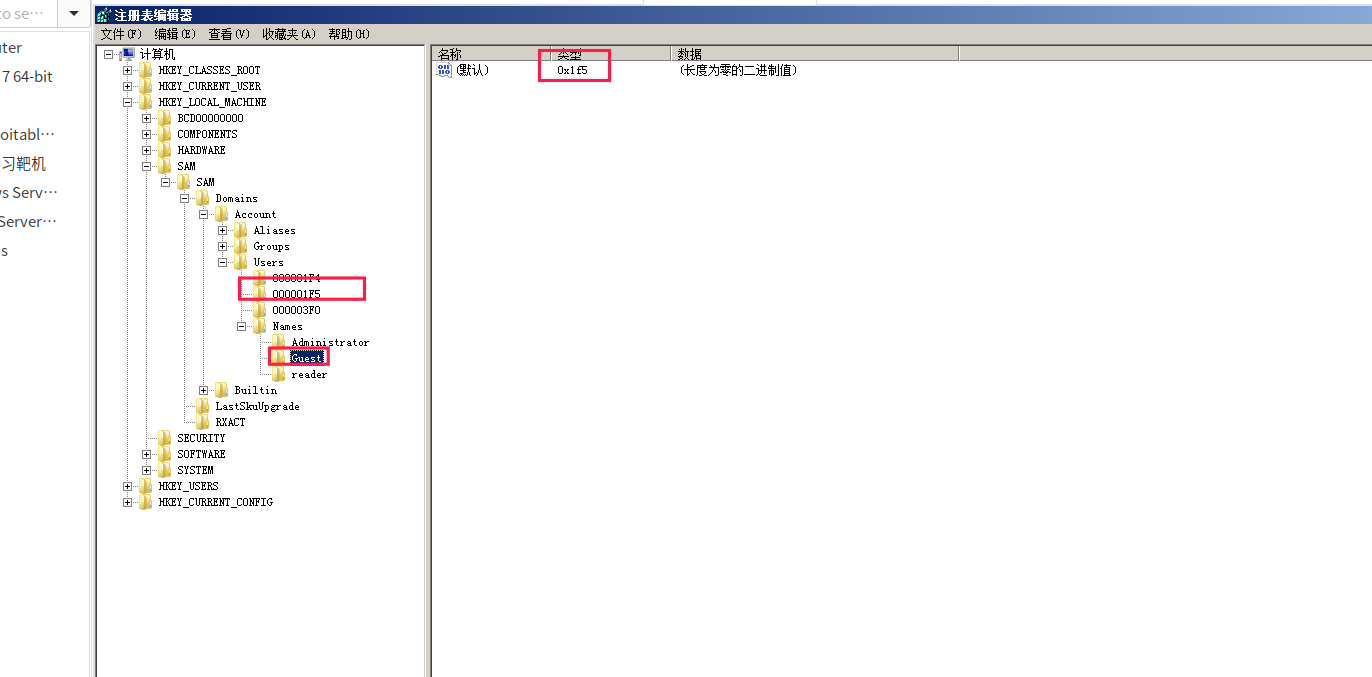 to se…
uter
7 64-bit
oitabl…
习靶机
vs Serv…
Server…
s
注册表编辑器
文件(F) 编辑(E) 查看(V) 收藏夹(A) 帮助(H)
计算机
HKEY_CLASSES_ROOT
HKEY_CURRENT_USER
HKEY_LOCAL_MACHINE
BCD00000000
COMPONENTS
HARDWARE
SAM
SAM
Domains
Account
Aliases
Groups
Users
000001F4
000001F5
000003F0
Names
Administrator
Guest
reader
Builtin
LastSkuUpgrade
RXACT
SECURITY
SOFTWARE
SYSTEM
HKEY_USERS
HKEY_CURRENT_CONFIG
名称 类型 数据
(默认) 0x1f5 (长度为零的二进制值)